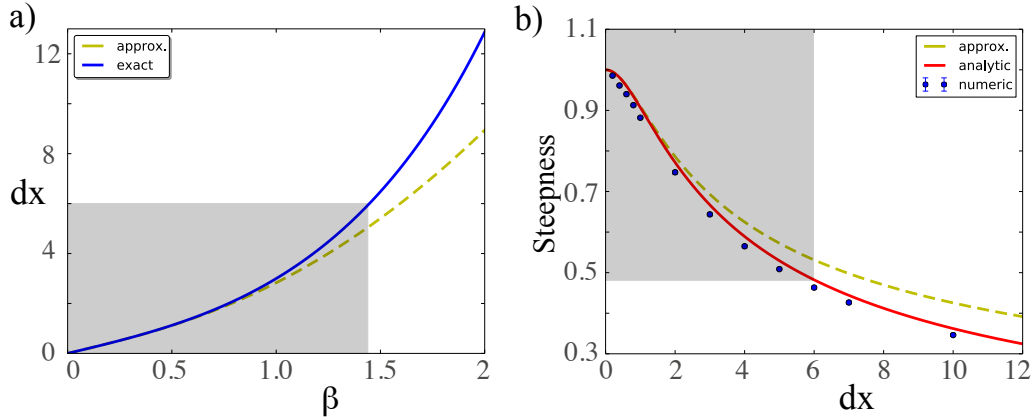 a)
12
8
dx
4
0
approx.
exact
0
0.5
1.0
1.5
2
β
b)
1.1
0.9
0.7
0.5
0.3
Steepness
approx.
analytic
numeric
0
2
4
6
8
10
12
dx